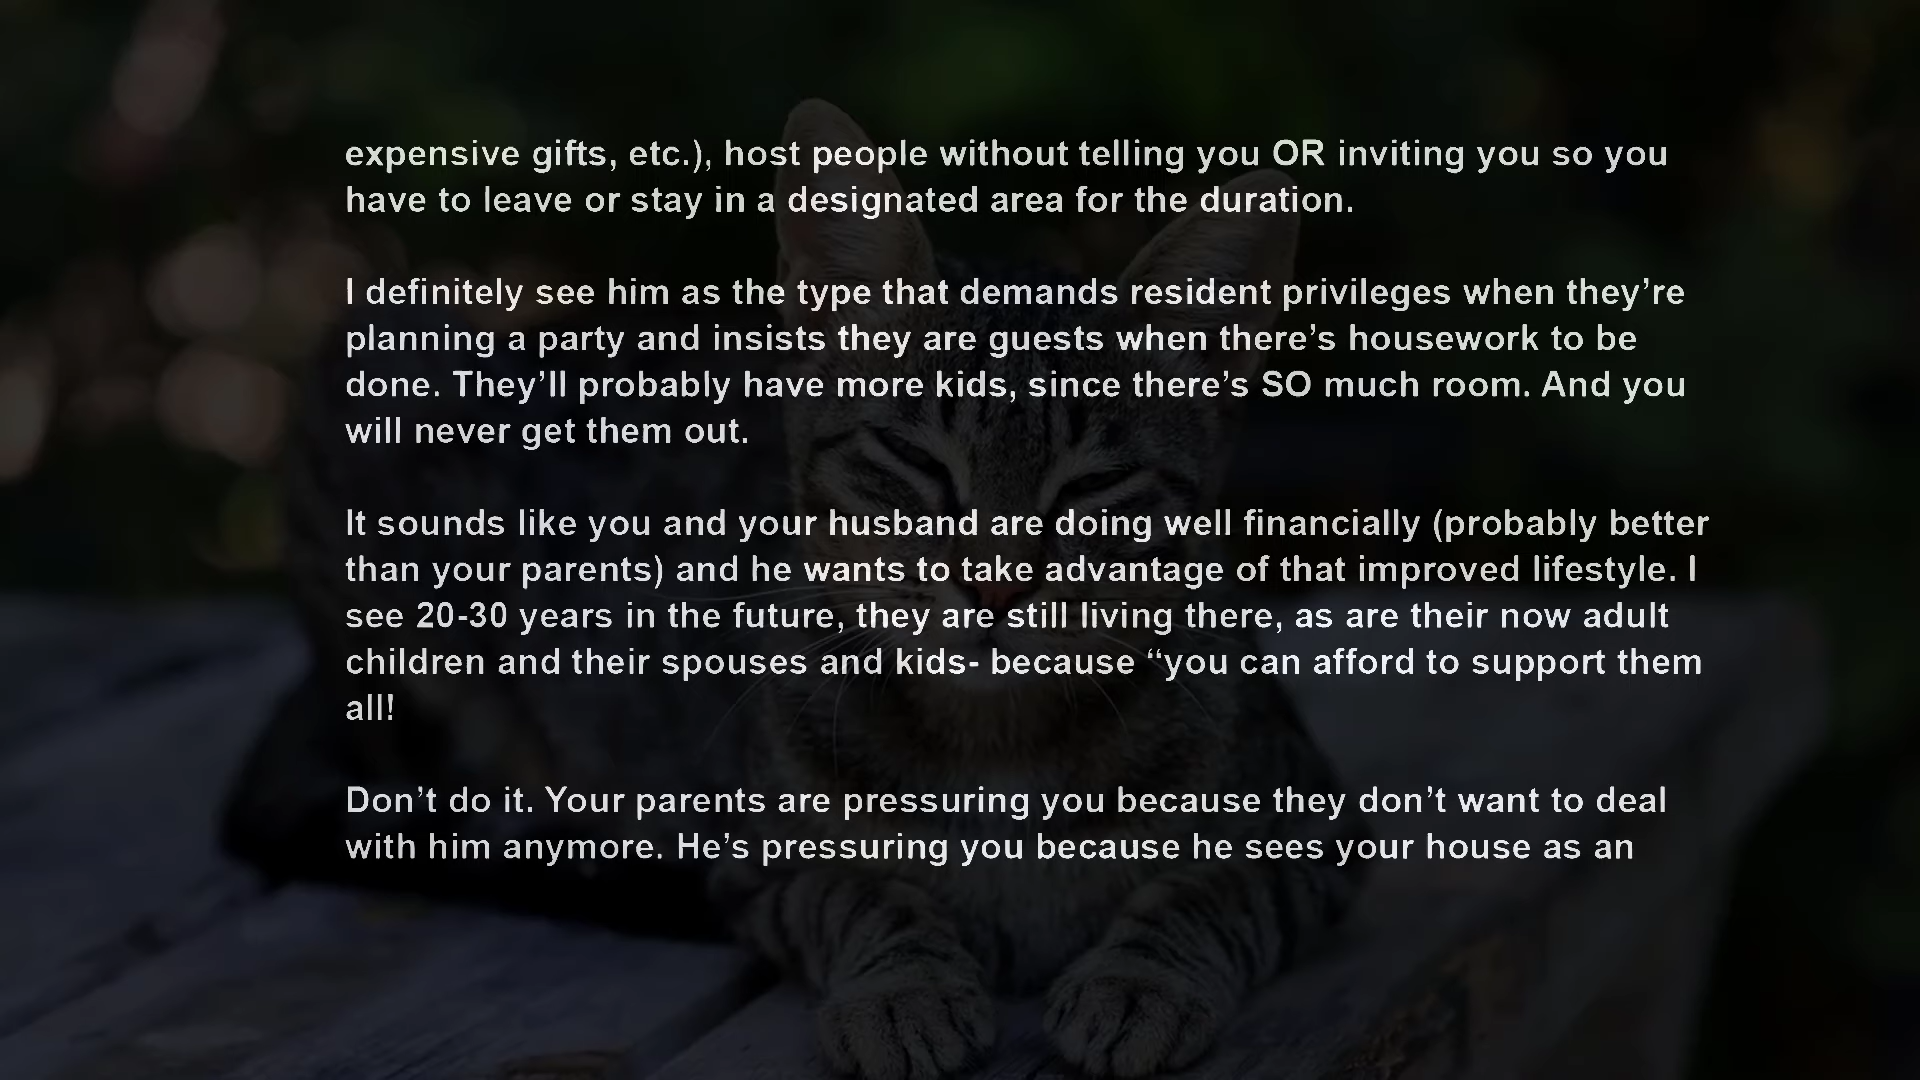 expensive gifts, etc.), host people without telling you OR inviting you so you
have to leave or stay in a designated area for the duration.
I definitely see him as the type that demands resident privileges when they’re
planning a party and insists they are guests when there’s housework to be
done. They’ll probably have more kids, since there’s SO much room. And you
will never get them out.
It sounds like you and your husband are doing well financially (probably better
than your parents) and he wants to take advantage of that improved lifestyle. I
see 20-30 years in the future, they are still living there, as are their now adult
children and their spouses and kids- because “you can afford to support them
all!
Don’t do it. Your parents are pressuring you because they don’t want to deal
with him anymore. He’s pressuring you because he sees your house as an